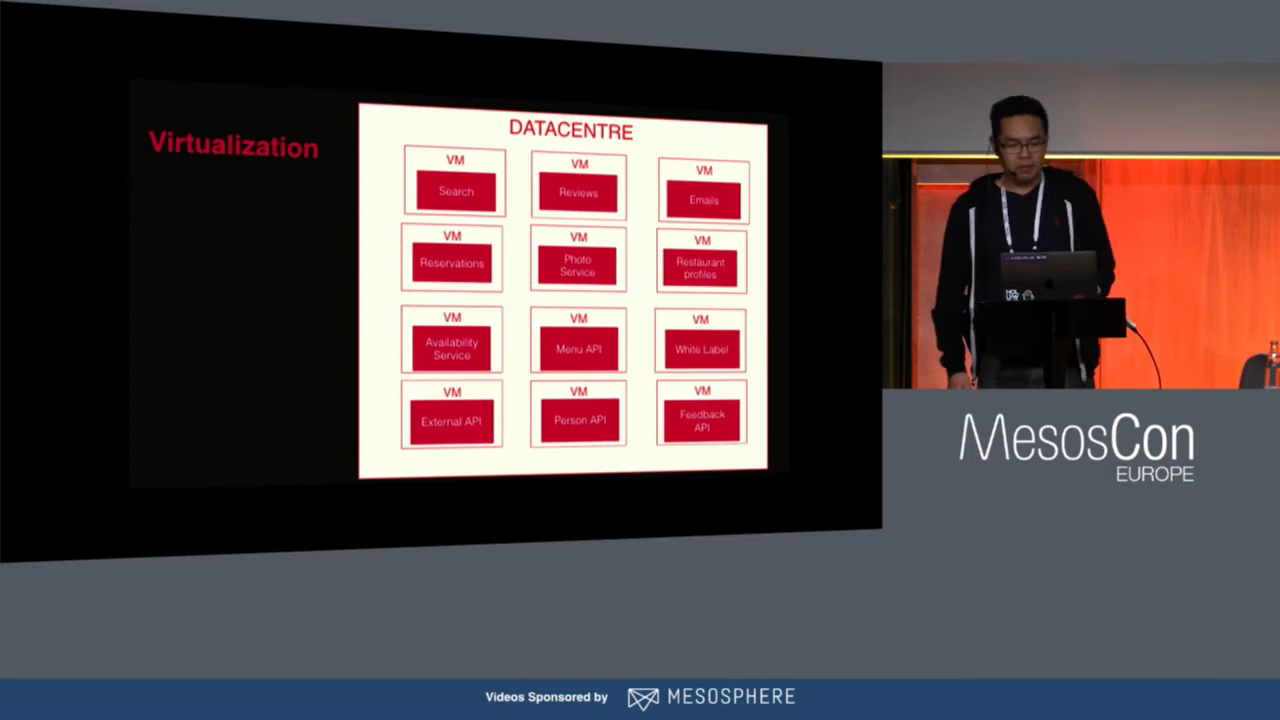 Virtualization
DATACENTRE
VM
Search
VM
Reviews
VM
Emails
VM
Reservations
VM
Photo
Service
VM
Restaurant
profiles
VM
Availability
Service
VM
Menu API
VM
White Label
VM
External API
VM
Person API
VM
Feedback
API
HOL
MesosCon
EUROPE
Videos Sponsored by
MESOSPHERE